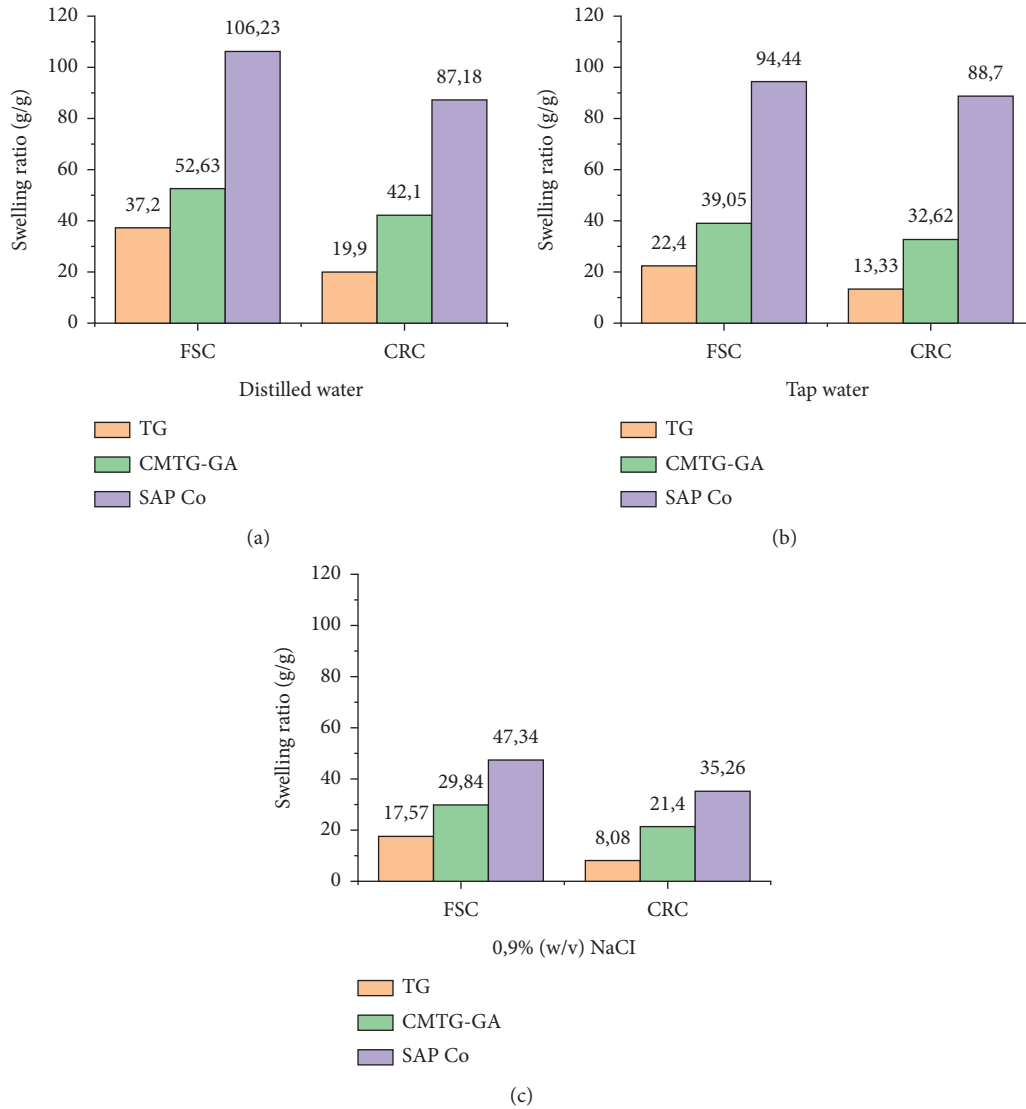 120
106,23
100
87,18
80
60
52,63
42,1
40
37,2
20
19,9
0
Swelling ratio (g/g)
FSC
CRC
Distilled water
TG
CMTG-GA
SAP Co
(a)
120
100
94,44
88,7
80
60
40
39,05
32,62
22,4
20
13,33
0
Swelling ratio (g/g)
FSC
CRC
Tap water
TG
CMTG-GA
SAP Co
(b)
120
100
80
60
47,34
40
35,26
29,84
21,4
20
17,57
8,08
0
Swelling ratio (g/g)
FSC
CRC
0,9% (w/v) NaCI
TG
CMTG-GA
SAP Co
(c)